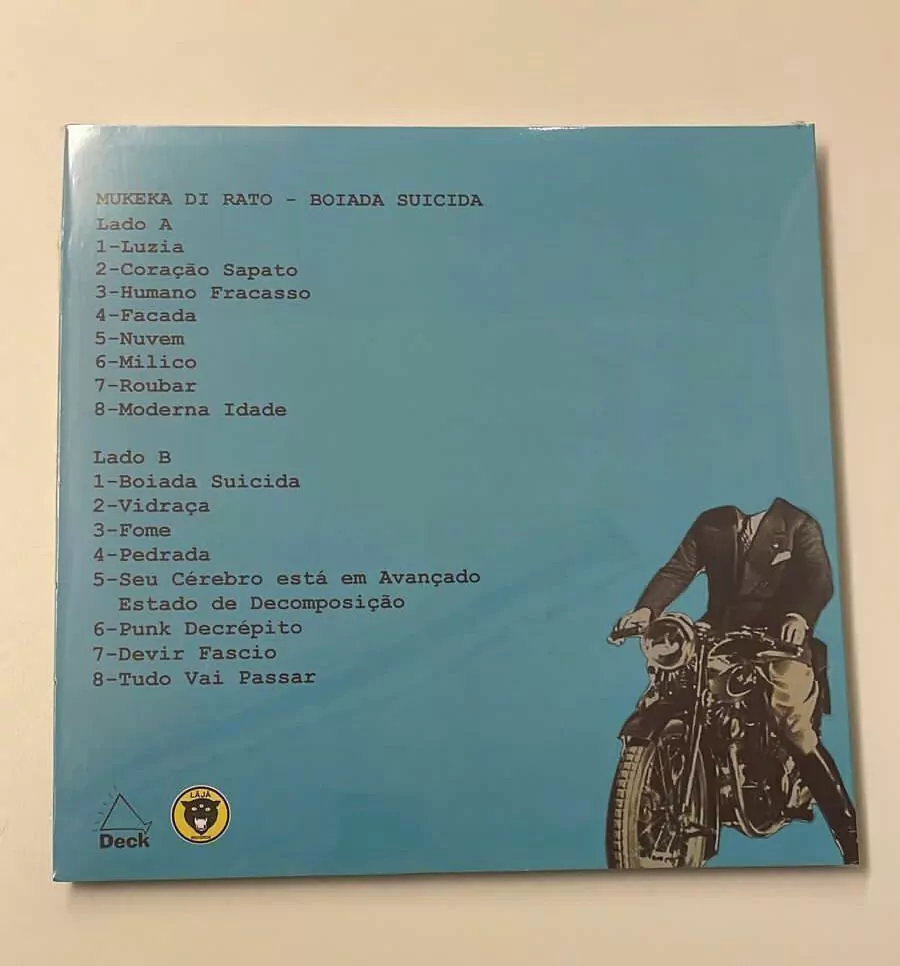 MUKEKA DI RATO - BOIADA SUICIDA
Lado A
1-Luzia
2-Coração Sapato
3-Humano Fracasso
4-Facada
5-Nuvem
6-Milico
7-Roubar
8-Moderna Idade
Lado B
1-Boiada Suicida
2-Vidraça
3-Fome
4-Pedrada
5-Seu Cérebro está em Avançado
Estado de Decomposição
6-Punk Decrépito
7-Devir Fascio
8-Tudo Vai Passar
Deck
LAJA
RECORDS